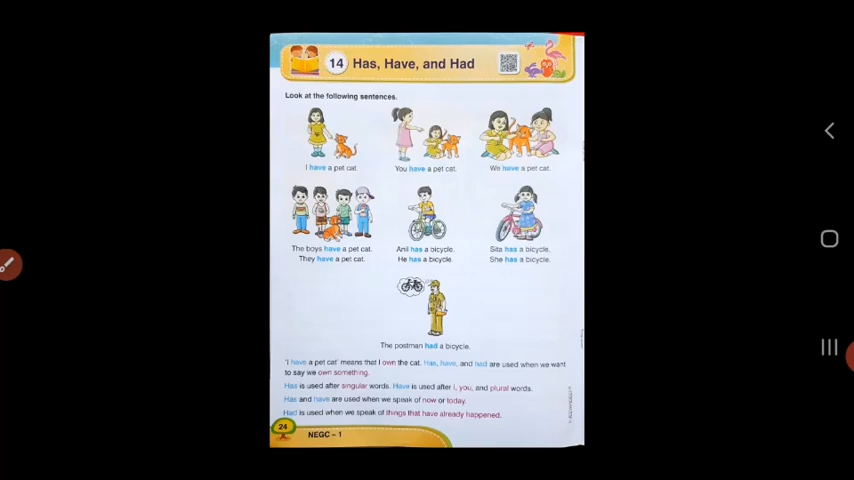 14 Has, Have, and Had
Look at the following sentences.
I have a pet cat.
You have a pet cat.
We have a pet cat.
The boys have a pet cat.
They have a pet cat.
Anil has a bicycle.
He has a bicycle.
Sita has a bicycle.
She has a bicycle.
The postman had a bicycle.
'I have a pet cat' means that I own the cat. Has, have, and had are used when we want
to say we own something.
Has is used after singular words. Have is used after I, you, and plural words.
Has and have are used when we speak of now or today.
Had is used when we speak of things that have already happened.
24
NEGC – 1